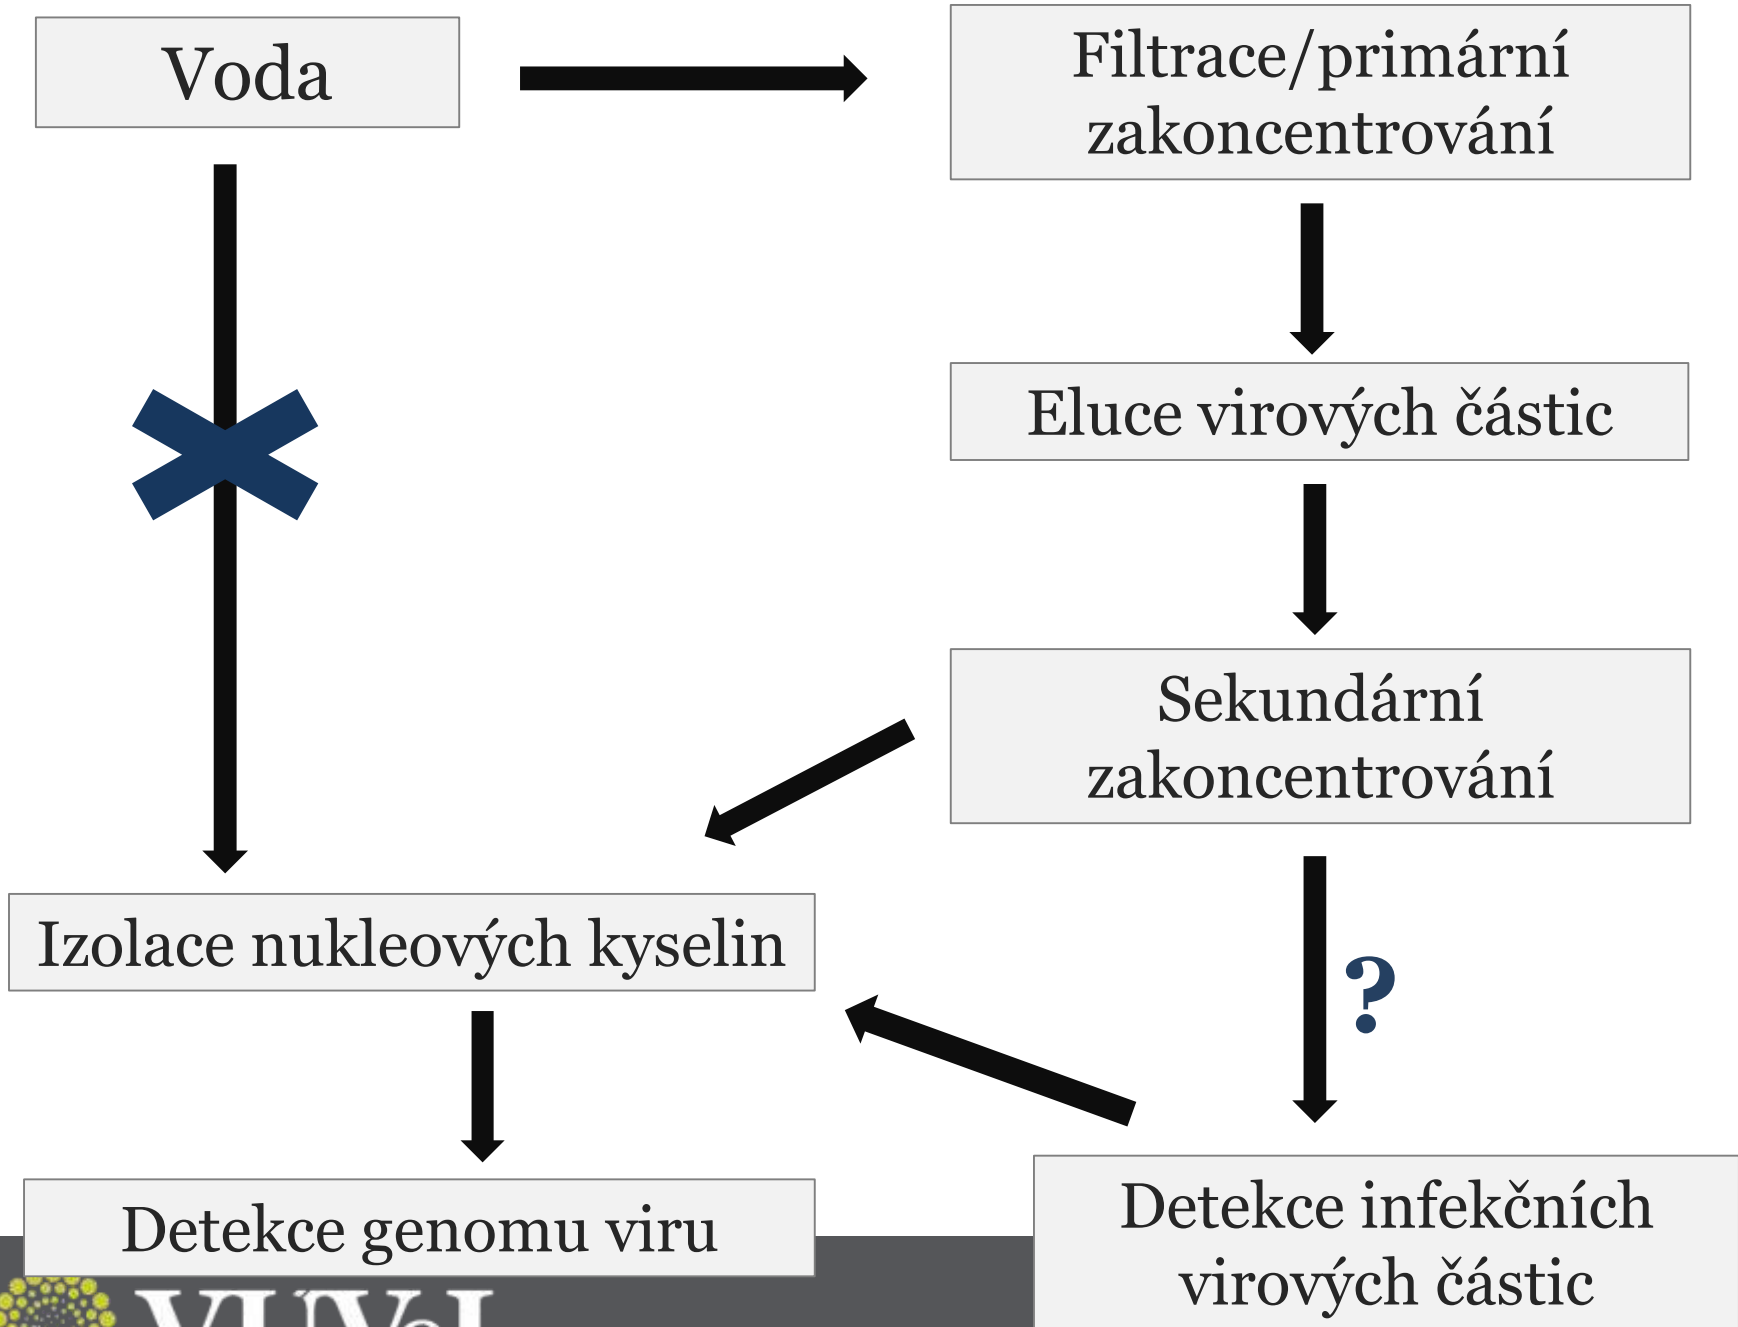 Voda
Filtrace/primární
zakoncentrování
Eluce virových částic
Sekundární
zakoncentrování
Izolace nukleových kyselin
?
Detekce genomu viru
Detekce infekčních
virových částic